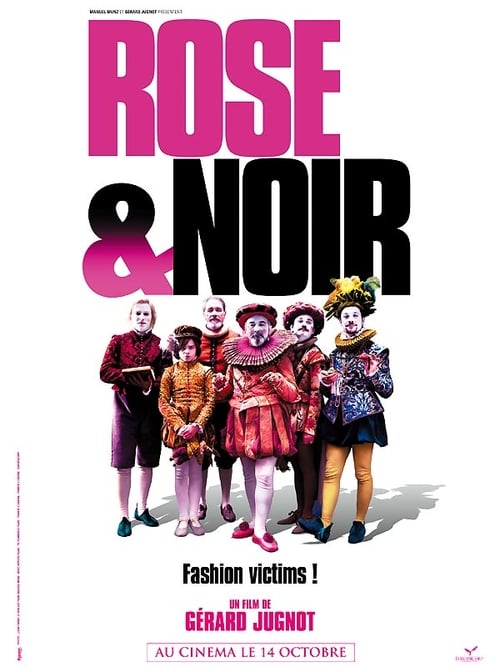 MANUEL MUNZ ET GÉRARD JUGNOT PRÉSENTENT
ROSE
& NOIR
Fashion victims !
UN FILM DE
GÉRARD JUGNOT
AU CINEMA LE 14 OCTOBRE